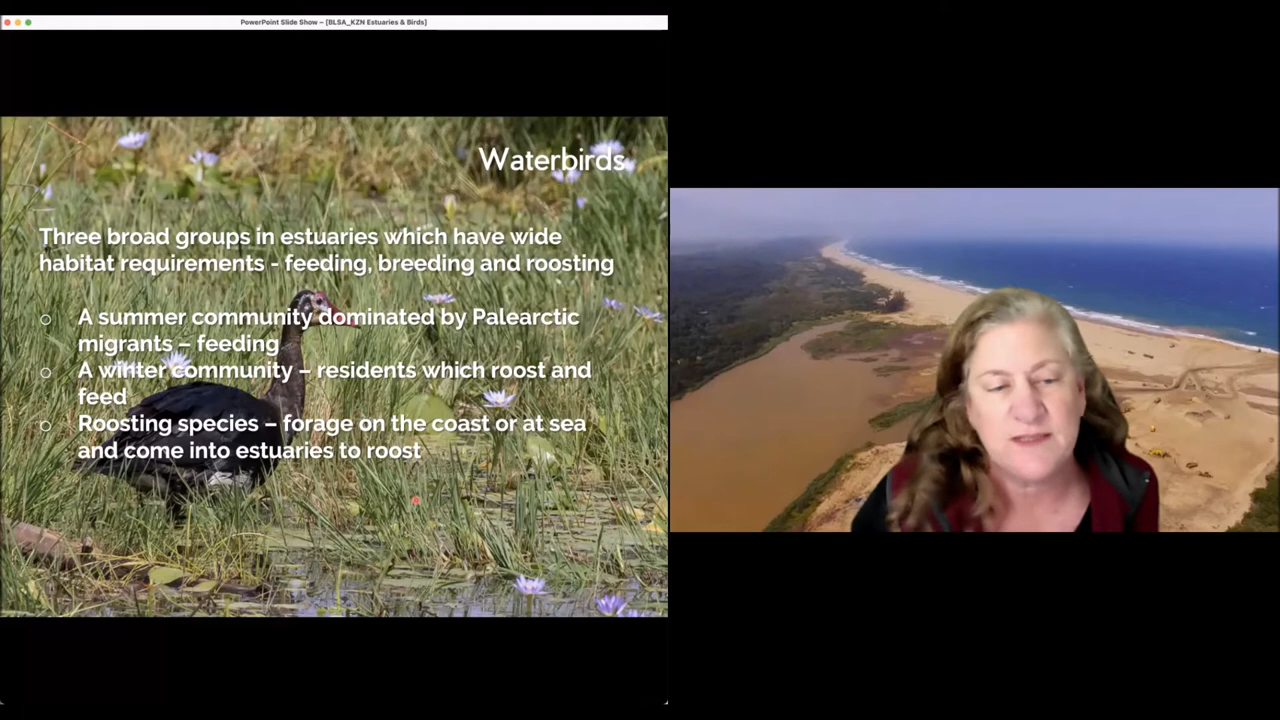 PowerPoint Slide Show – [BLSA_KZN Estuaries & Birds]
Waterbirds
Three broad groups in estuaries which have wide
habitat requirements - feeding, breeding and roosting
A summer community dominated by Palearctic
migrants – feeding
A winter community – residents which roost and
feed
Roosting species – forage on the coast or at sea
and come into estuaries to roost